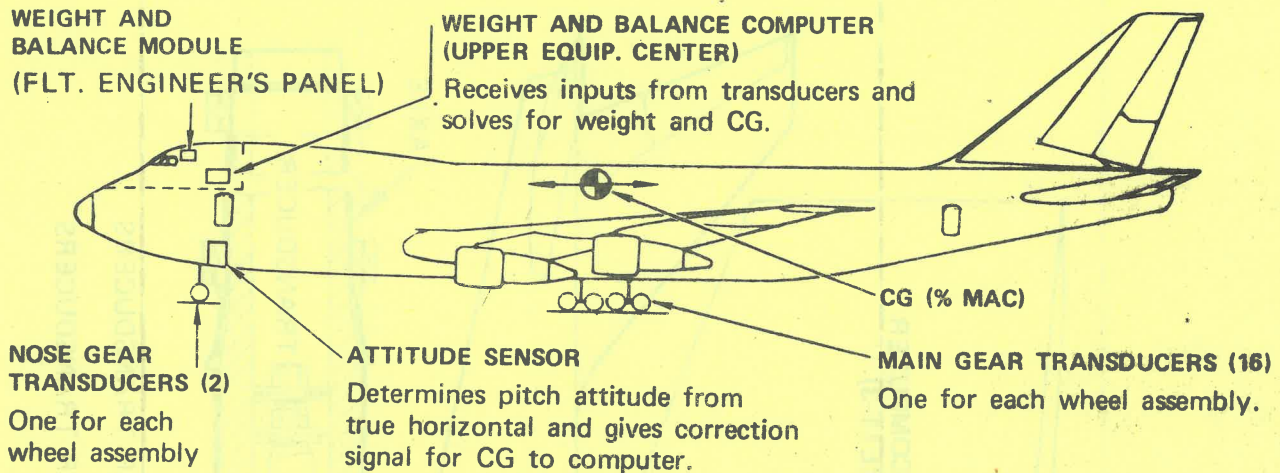 WEIGHT AND
BALANCE MODULE
(FLT. ENGINEER'S PANEL)
WEIGHT AND BALANCE COMPUTER
(UPPER EQUIP. CENTER)
Receives inputs from transducers and
solves for weight and CG.
CG (% MAC)
NOSE GEAR
TRANSDUCERS (2)
One for each
wheel assembly
ATTITUDE SENSOR
Determines pitch attitude from
true horizontal and gives correction
signal for CG to computer.
MAIN GEAR TRANSDUCERS (16)
One for each wheel assembly.